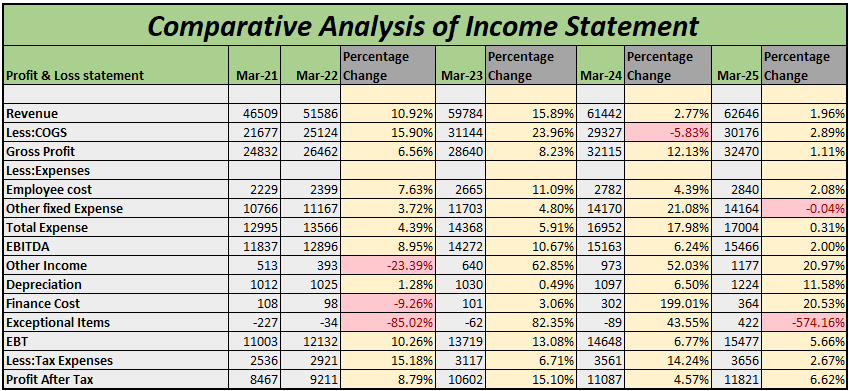 Comparative Analysis of Income Statement
Profit & Loss statement Mar-21 Mar-22 Percentage Change Mar-23 Percentage Change Mar-24 Percentage Change Mar-25 Percentage Change
Revenue 46509 51586 10.92% 59784 15.89% 61442 2.77% 62646 1.96%
Less:COGS 21677 25124 15.90% 31144 23.96% 29327 -5.83% 30176 2.89%
Gross Profit 24832 26462 6.56% 28640 8.23% 32115 12.13% 32470 1.11%
Less:Expenses
Employee cost 2229 2399 7.63% 2665 11.09% 2782 4.39% 2840 2.08%
Other fixed Expense 10766 11167 3.72% 11703 4.80% 14170 21.08% 14164 -0.04%
Total Expense 12995 13566 4.39% 14368 5.91% 16952 17.98% 17004 0.31%
EBITDA 11837 12896 8.95% 14272 10.67% 15163 6.24% 15466 2.00%
Other Income 513 393 -23.39% 640 62.85% 973 52.03% 1177 20.97%
Depreciation 1012 1025 1.28% 1030 0.49% 1097 6.50% 1224 11.58%
Finance Cost 108 98 -9.26% 101 3.06% 302 199.01% 364 20.53%
Exceptional Items -227 -34 -85.02% -62 82.35% -89 43.55% 422 -574.16%
EBT 11003 12132 10.26% 13719 13.08% 14648 6.77% 15477 5.66%
Less:Tax Expenses 2536 2921 15.18% 3117 6.71% 3561 14.24% 3656 2.67%
Profit After Tax 8467 9211 8.79% 10602 15.10% 11087 4.57% 11821 6.62%